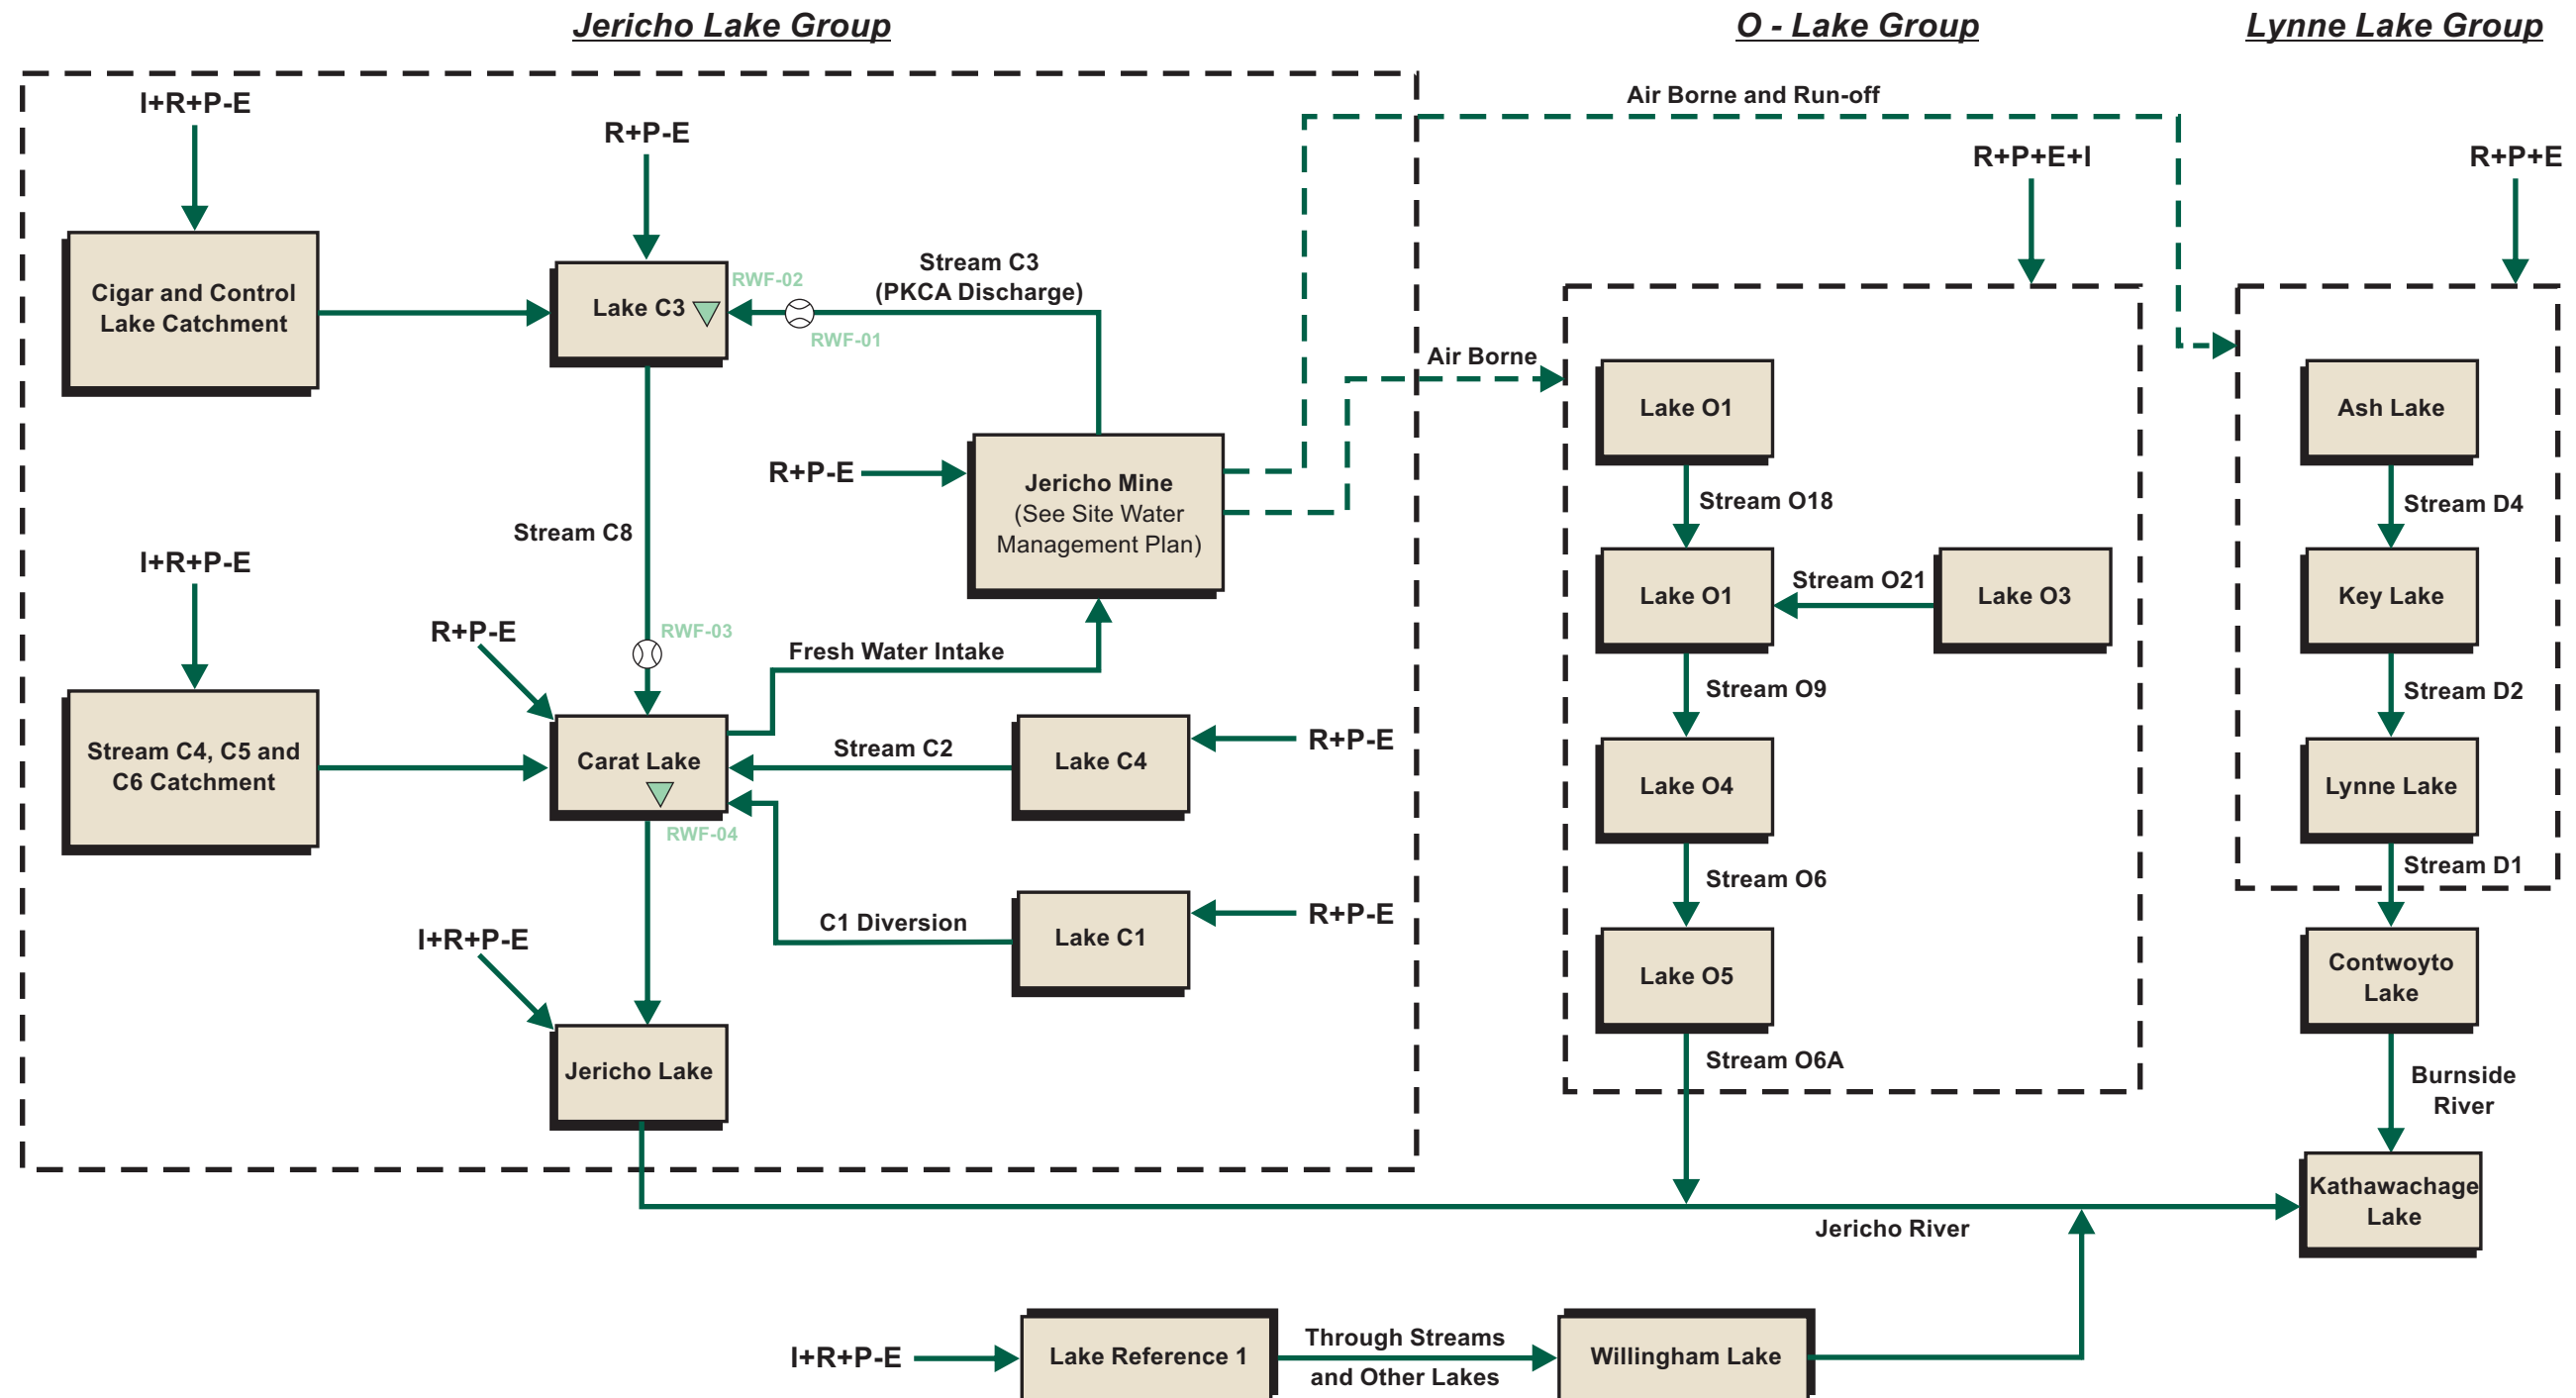 Jericho Lake Group
O - Lake Group
Lynne Lake Group
I+R+P-E
R+P-E
Air Borne and Run-off
R+P+E+I
R+P+E
Cigar and Control
Lake Catchment
Lake C3
RWF-02
Stream C3
(PKCA Discharge)
RWF-01
Air Borne
R+P-E
Jericho Mine
(See Site Water
Management Plan)
Stream C8
I+R+P-E
R+P-E
RWF-03
Fresh Water Intake
Stream C4, C5 and
C6 Catchment
Carat Lake
RWF-04
Stream C2
Lake C4
R+P-E
C1 Diversion
Lake C1
R+P-E
I+R+P-E
Jericho Lake
Lake O1
Stream O18
Lake O1
Stream O21
Lake O3
Stream O9
Lake O4
Stream O6
Lake O5
Stream O6A
Ash Lake
Stream D4
Key Lake
Stream D2
Lynne Lake
Stream D1
Contwoyto
Lake
Burnside
River
Kathawachage
Lake
Jericho River
I+R+P-E
Lake Reference 1
Through Streams
and Other Lakes
Willingham Lake